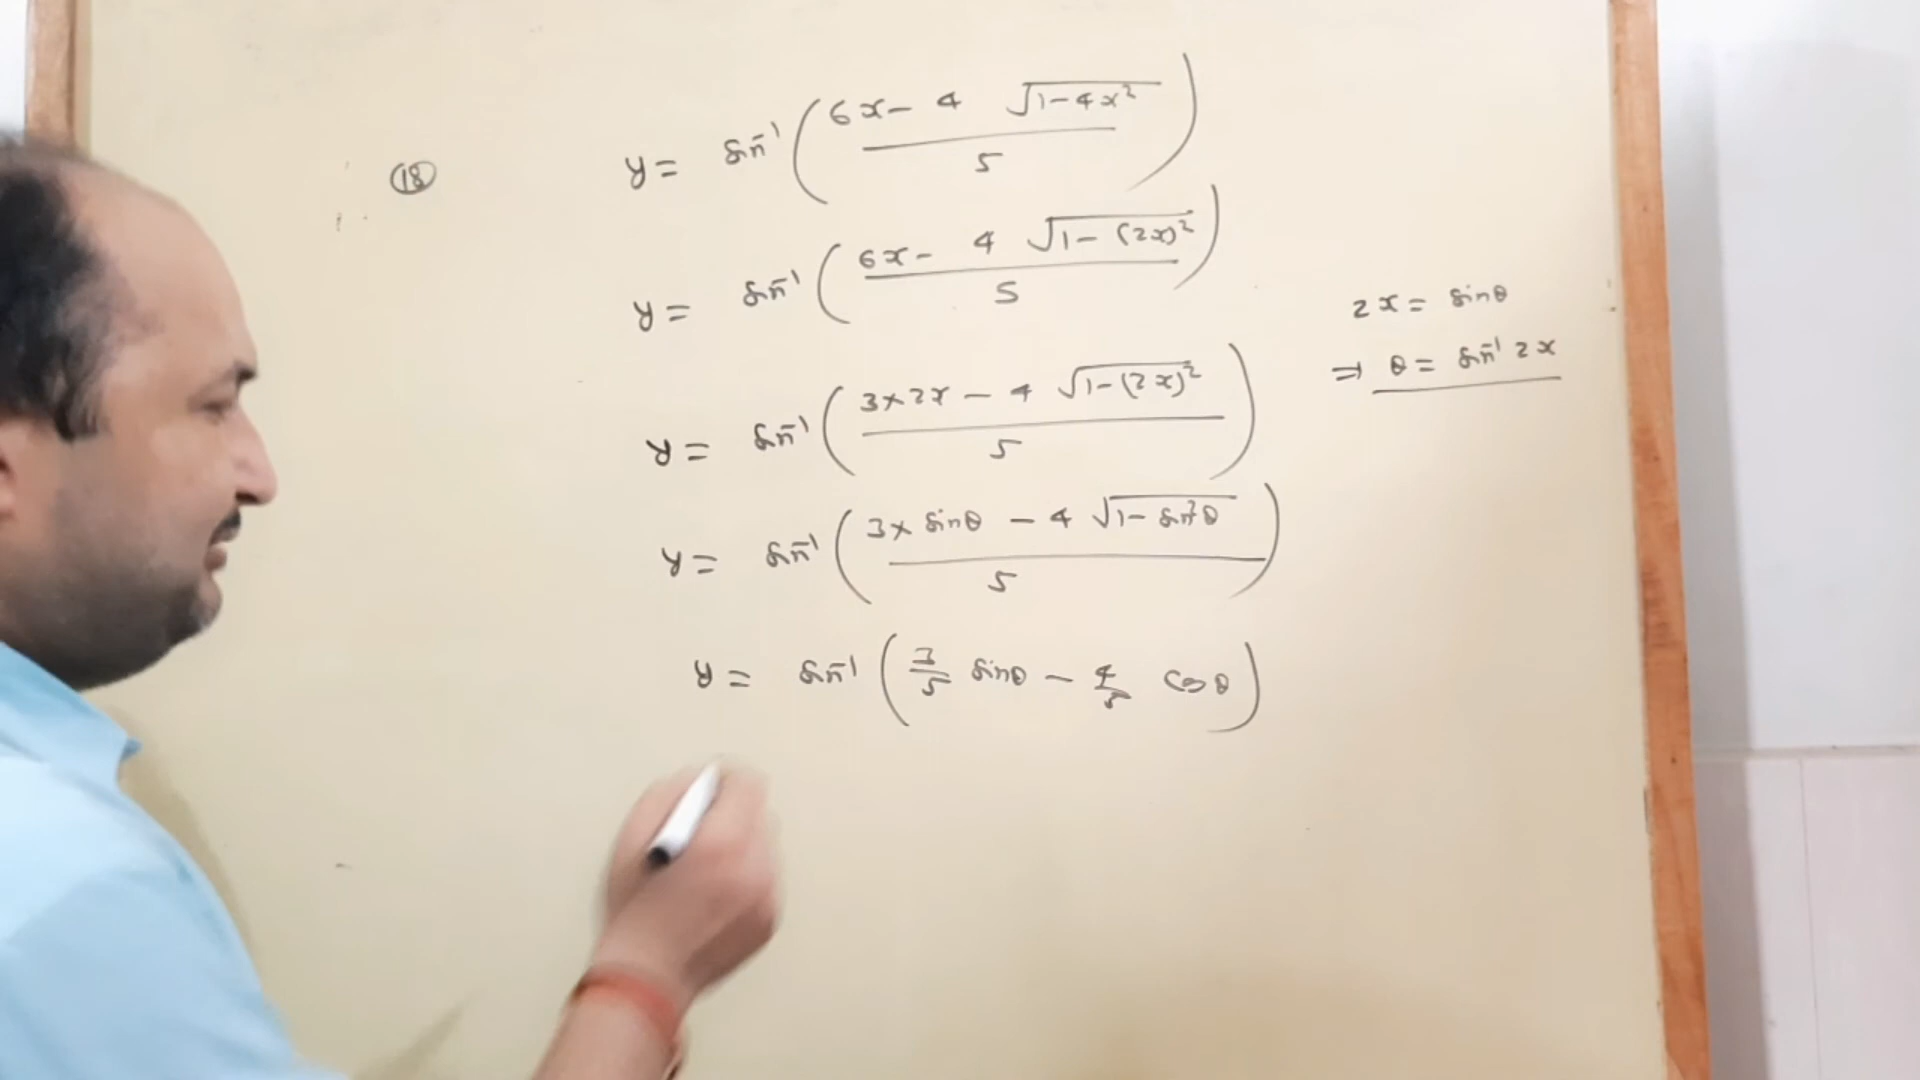 (18) y = sin⁻¹ ( (6x - 4 √(1-4x²)) / 5 )
y = sin⁻¹ ( (6x - 4 √(1-(2x)²)) / 5 )
2x = sinθ
⇒ θ = sin⁻¹ 2x
y = sin⁻¹ ( (3×2x - 4 √(1-(2x)²)) / 5 )
y = sin⁻¹ ( (3× sinθ - 4 √(1-sin²θ)) / 5 )
y = sin⁻¹ ( 3/5 sinθ - 4/5 cosθ )